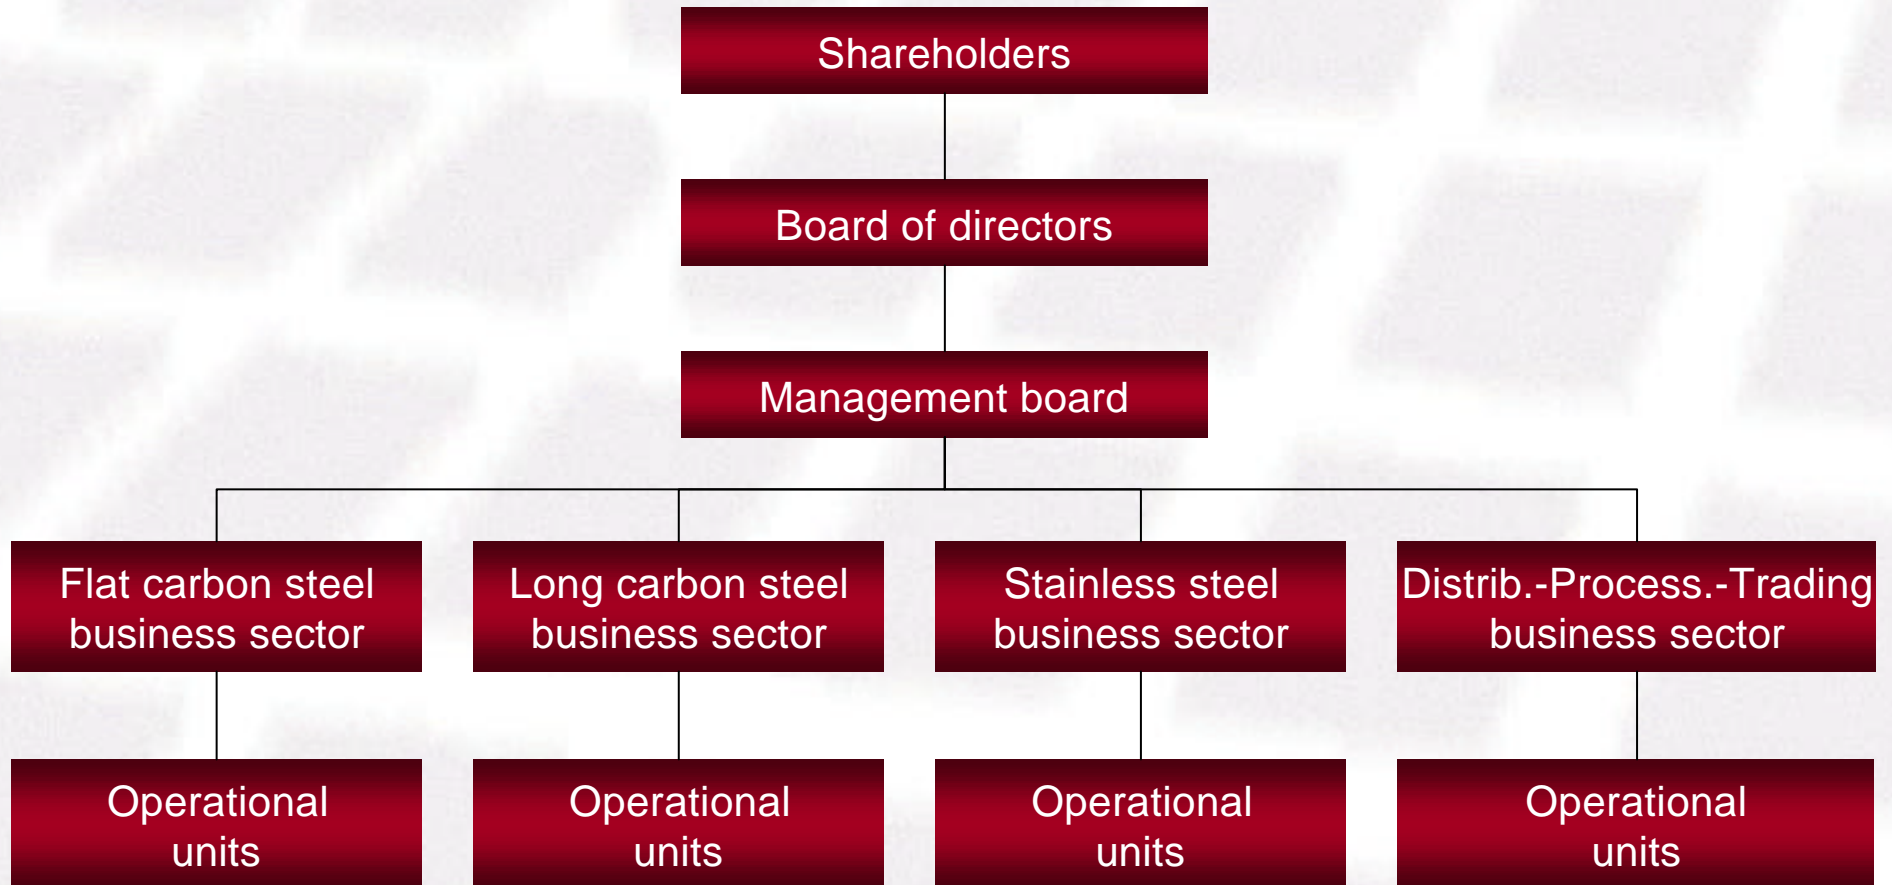 Shareholders
Board of directors
Management board
Flat carbon steel
business sector
Long carbon steel
business sector
Stainless steel
business sector
Distrib.-Process.-Trading
business sector
Operational
units
Operational
units
Operational
units
Operational
units